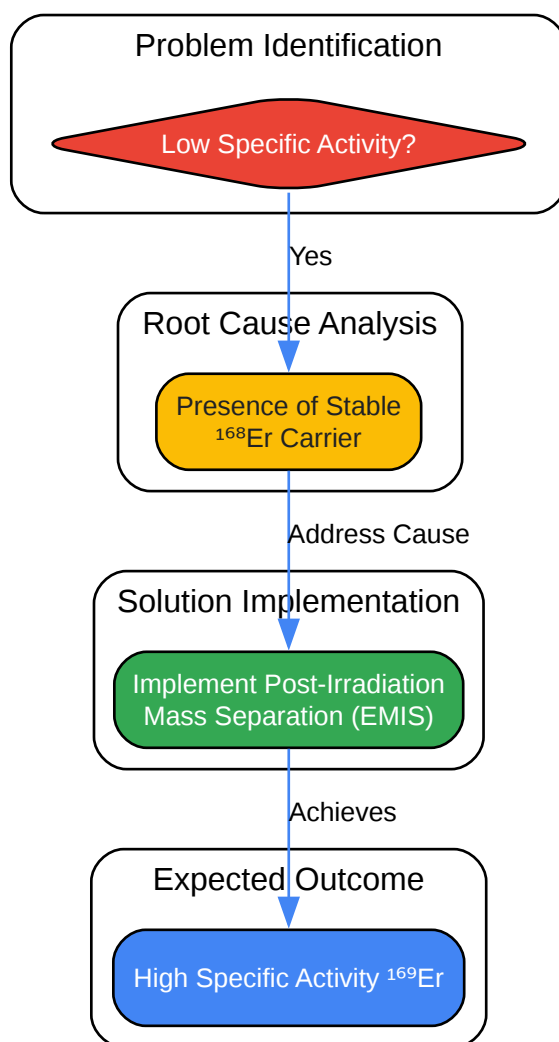 Problem Identification
Low Specific Activity?
Yes
Root Cause Analysis
Presence of Stable
¹⁶⁸Er Carrier
Address Cause
Solution Implementation
Implement Post-Irradiation
Mass Separation (EMIS)
Achieves
Expected Outcome
High Specific Activity ¹⁶⁹Er